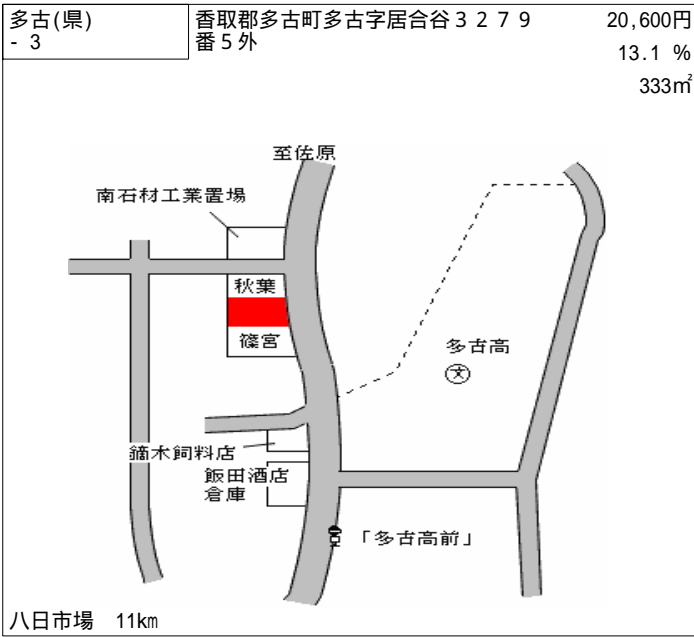 多古(県)
- 3
香取郡多古町多古字居合谷３２７９
番５外
20,600円
13.1 %
333㎡
至佐原
南石材工業置場
秋葉
篠宮
多古高
文
鏑木飼料店
飯田酒店
倉庫
「多古高前」
八日市場 11km